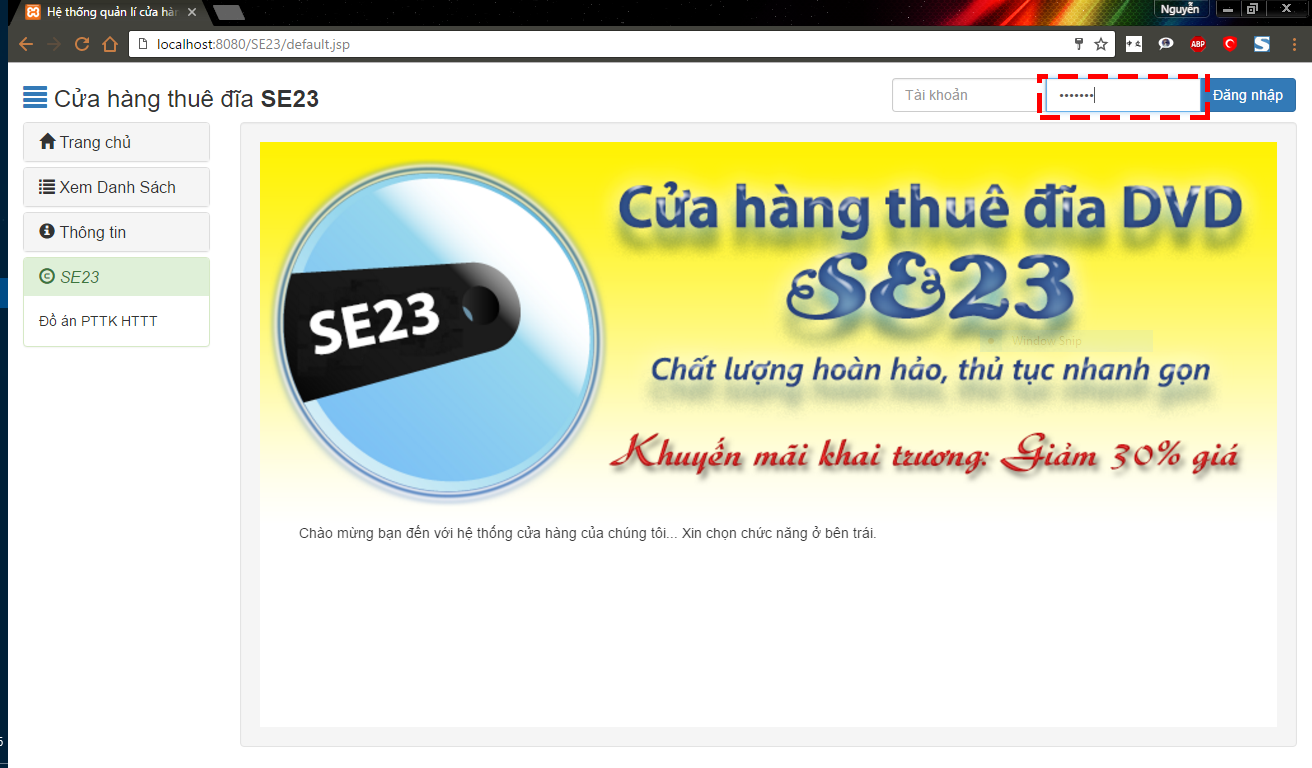 Hệ thống quản lí cửa hàn
Nguyễn
localhost:8080/SE23/default.jsp
ABP
S
Cửa hàng thuê đĩa SE23
Tài khoản
•••••••
Đăng nhập
Trang chủ
Xem Danh Sách
Thông tin
SE23
Đồ án PTTK HTTT
SE23
Cửa hàng thuê đĩa DVD
SE23
Window Snip
Chất lượng hoàn hảo, thủ tục nhanh gọn
Khuyến mãi khai trương: Giảm 30% giá
Chào mừng bạn đến với hệ thống cửa hàng của chúng tôi... Xin chọn chức năng ở bên trái.